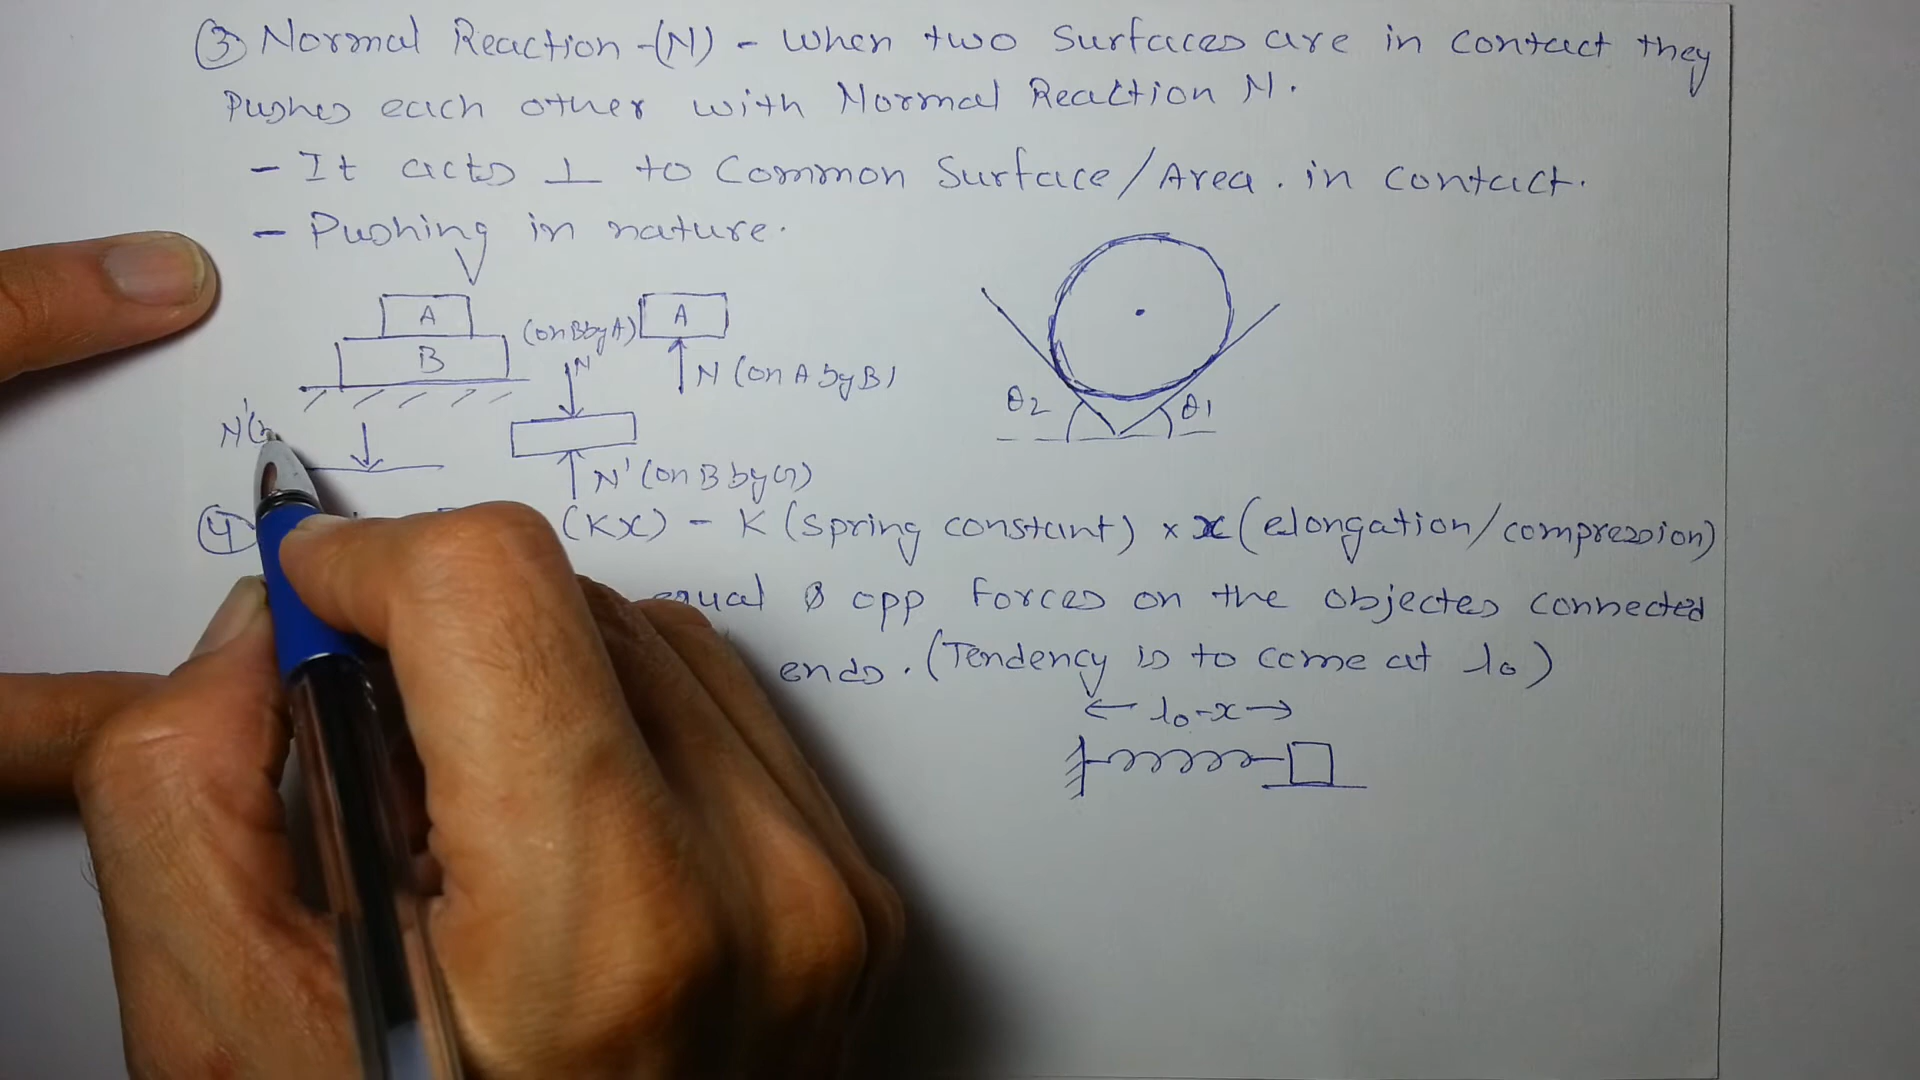 ③ Normal Reaction -(N) - When two surfaces are in contact they
Pushes each other with Normal Reaction N.
- It acts ⊥ to Common Surface/Area. in contact.
- Pushing in nature.
A
B
(on B by A)
N
A
N (on A by B)
N'(
N' (on B by G)
θ2
θ1
④ (Kx) - K (spring constant) x x (elongation/compression)
equal & opp Forces on the objectes connected
ends. (Tendency is to come at l0)
← l0-x →